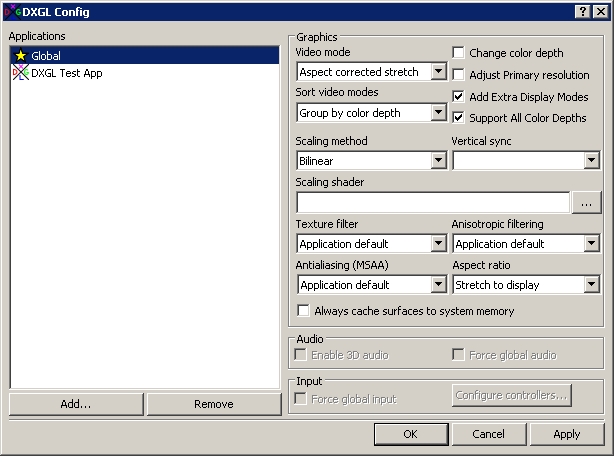 DXGL Config
Applications
Global
DXGL Test App
Add...
Remove
Graphics
Video mode
Aspect corrected stretch
Change color depth
Adjust Primary resolution
Sort video modes
Group by color depth
Add Extra Display Modes
Support All Color Depths
Scaling method
Vertical sync
Bilinear
Scaling shader
...
Texture filter
Anisotropic filtering
Application default
Application default
Antialiasing (MSAA)
Aspect ratio
Application default
Stretch to display
Always cache surfaces to system memory
Audio
Enable 3D audio
Force global audio
Input
Force global input
Configure controllers...
OK
Cancel
Apply